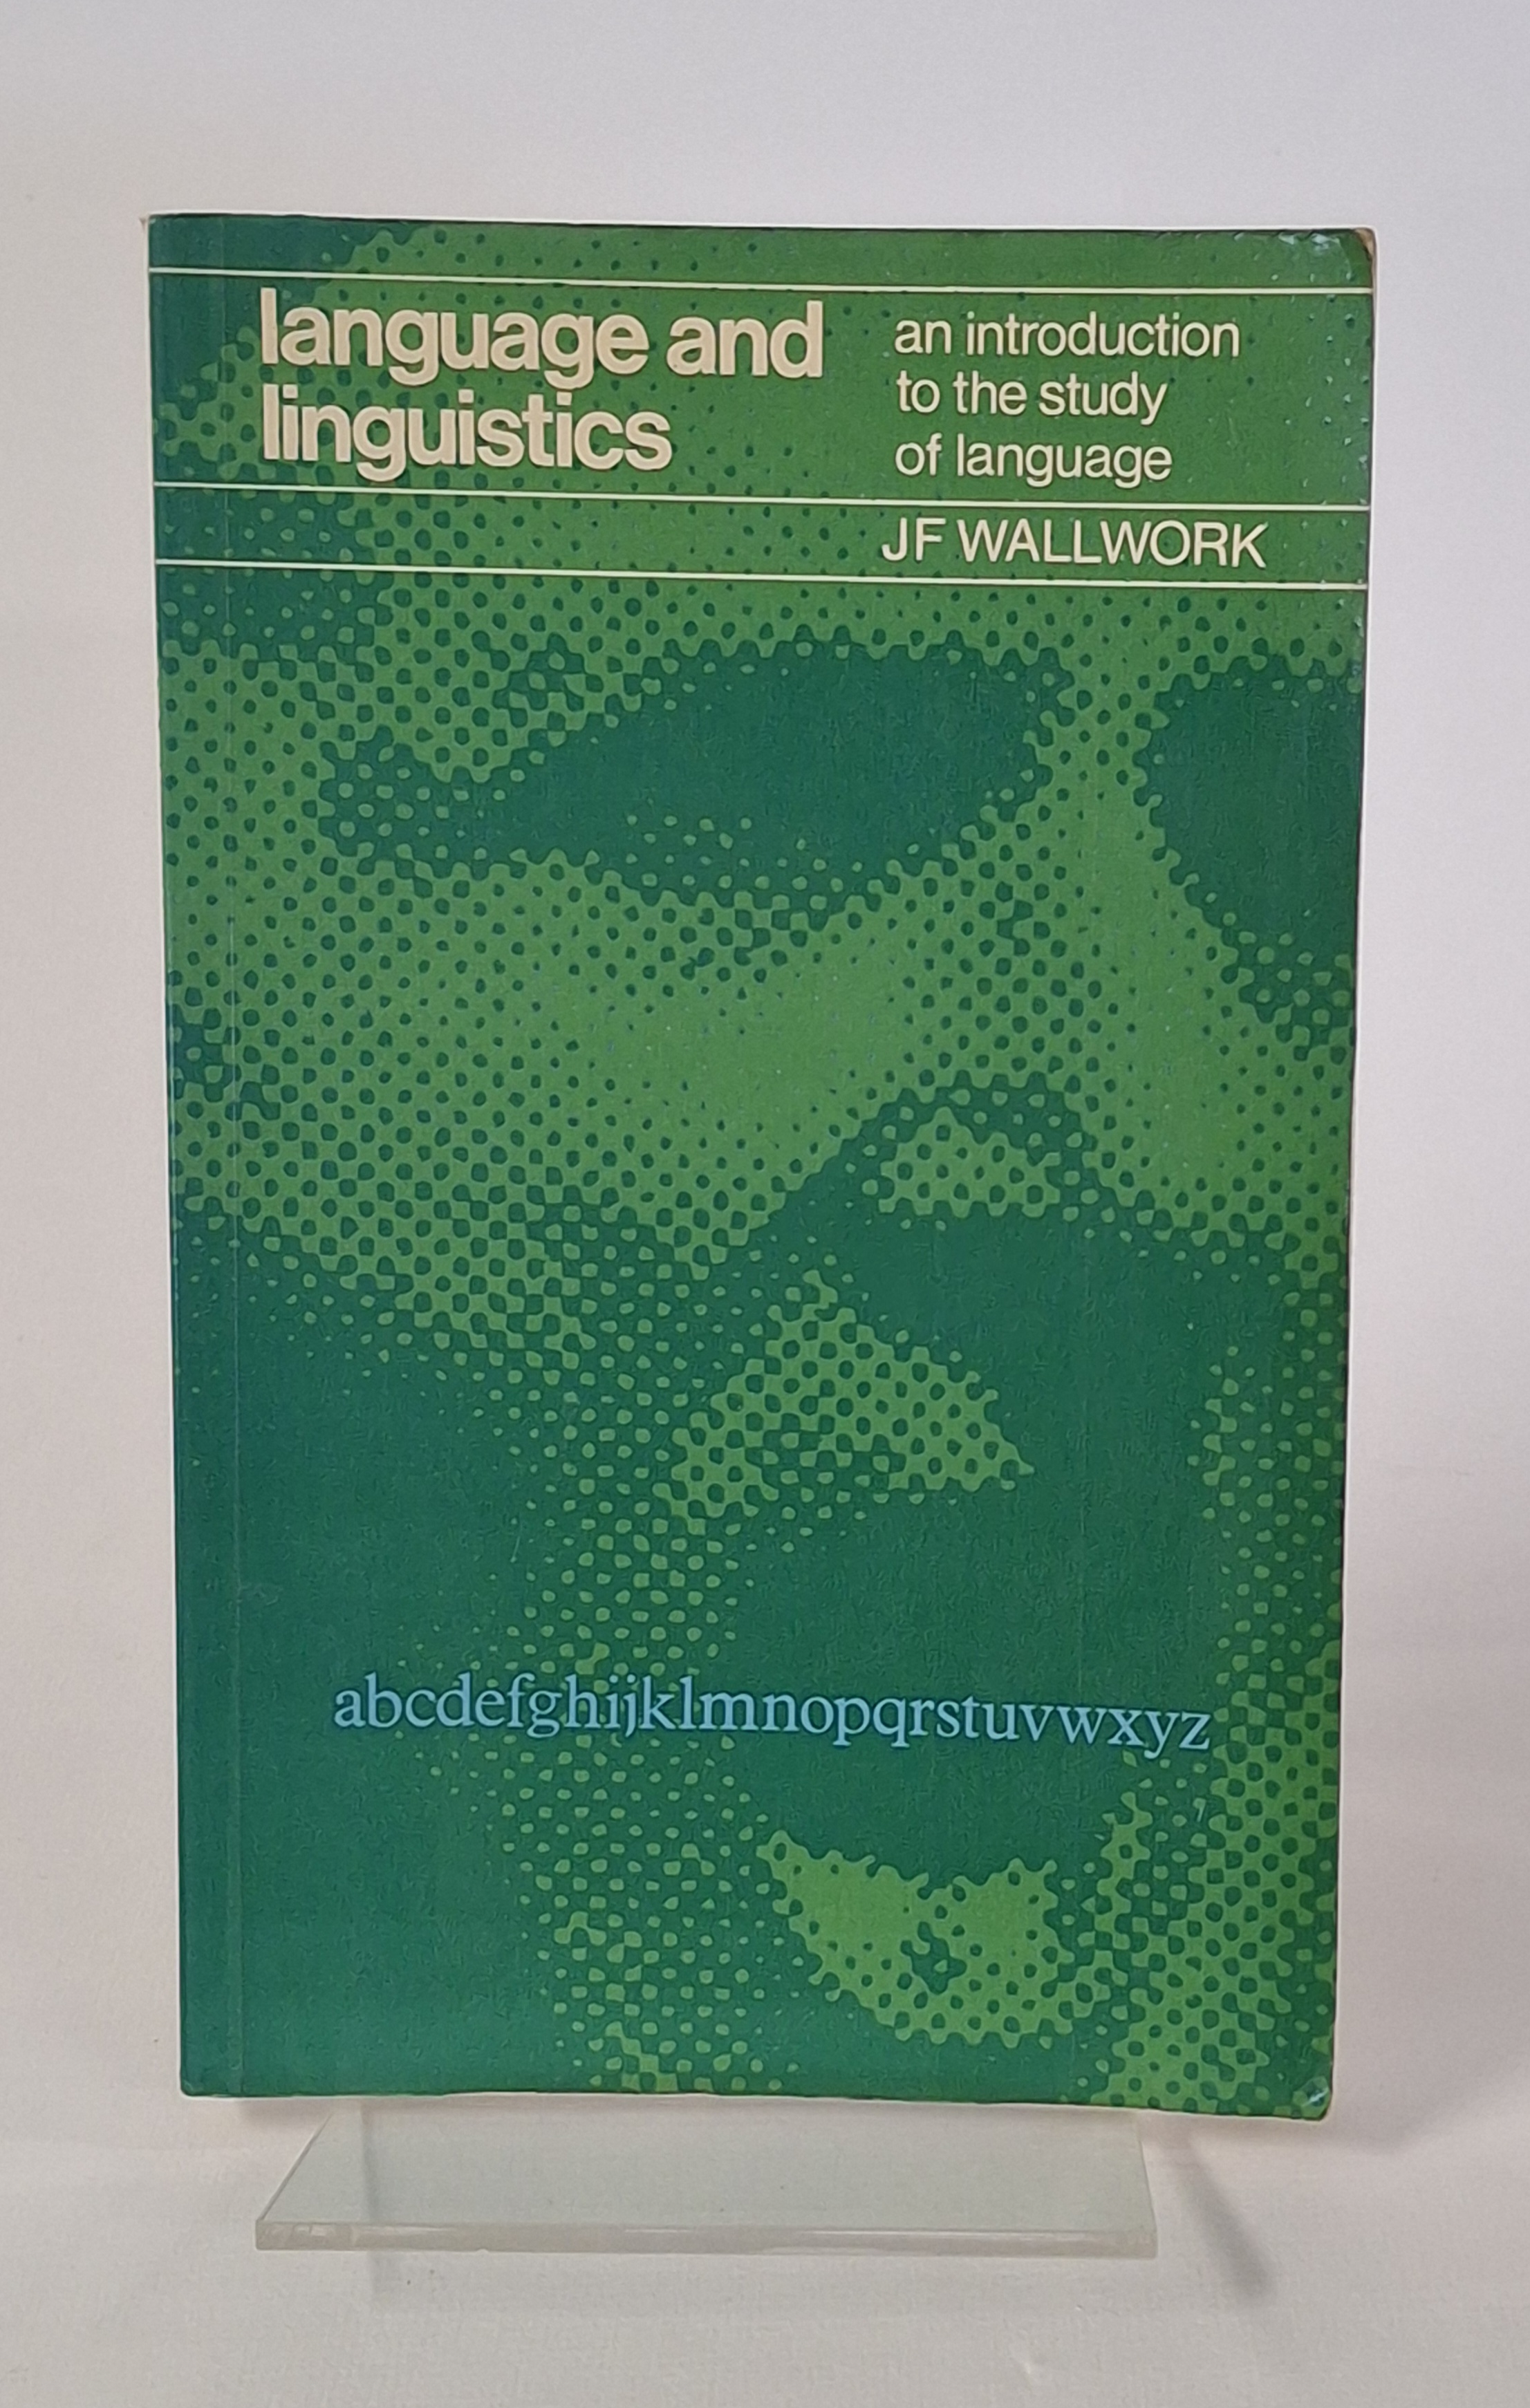 language and
linguistics
an introduction
to the study
of language
JF WALLWORK
abcdefghijklmnopqrstuvwxyz